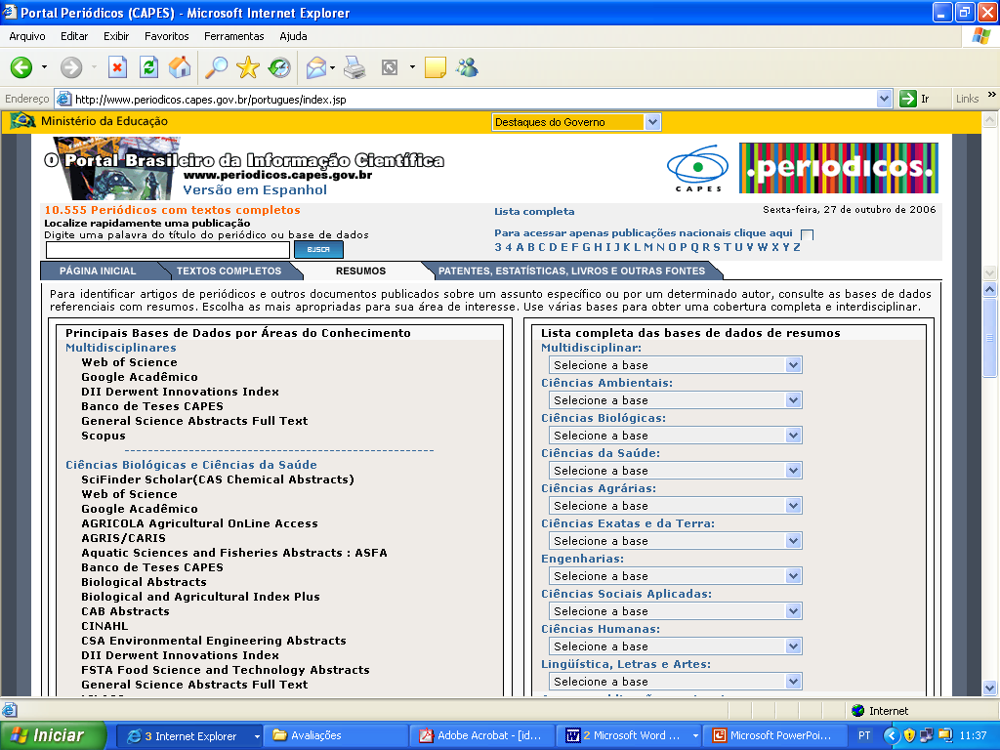 Portal Periódicos (CAPES) - Microsoft Internet Explorer
Arquivo Editar Exibir Favoritos Ferramentas Ajuda
Endereço http://www.periodicos.capes.gov.br/portugues/index.jsp Ir Links »
Ministério da Educação Destaques do Governo
O Portal Brasileiro da Informação Científica
www.periodicos.capes.gov.br
Versão em Espanhol
CAPES
.periodicos.
10.555 Periódicos com textos completos Lista completa Sexta-feira, 27 de outubro de 2006
Localize rapidamente uma publicação
Digite uma palavra do título do periódico ou base de dados Para acessar apenas publicações nacionais clique aqui
BUSCAR 3 4 A B C D E F G H I J K L M N O P Q R S T U V W X Y Z
PÁGINA INICIAL TEXTOS COMPLETOS RESUMOS PATENTES, ESTATÍSTICAS, LIVROS E OUTRAS FONTES
Para identificar artigos de periódicos e outros documentos publicados sobre um assunto específico ou por um determinado autor, consulte as bases de dados
referenciais com resumos. Escolha as mais apropriadas para sua área de interesse. Use várias bases para obter uma cobertura completa e interdisciplinar.
Principais Bases de Dados por Áreas do Conhecimento
Multidisciplinares
Web of Science
Google Acadêmico
DII Derwent Innovations Index
Banco de Teses CAPES
General Science Abstracts Full Text
Scopus
Ciências Biológicas e Ciências da Saúde
SciFinder Scholar(CAS Chemical Abstracts)
Web of Science
Google Acadêmico
AGRICOLA Agricultural OnLine Access
AGRIS/CARIS
Aquatic Sciences and Fisheries Abstracts : ASFA
Banco de Teses CAPES
Biological Abstracts
Biological and Agricultural Index Plus
CAB Abstracts
CINAHL
CSA Environmental Engineering Abstracts
DII Derwent Innovations Index
FSTA Food Science and Technology Abstracts
General Science Abstracts Full Text
Lista completa das bases de dados de resumos
Multidisciplinar:
Selecione a base
Ciências Ambientais:
Selecione a base
Ciências Biológicas:
Selecione a base
Ciências da Saúde:
Selecione a base
Ciências Agrárias:
Selecione a base
Ciências Exatas e da Terra:
Selecione a base
Engenharias:
Selecione a base
Ciências Sociais Aplicadas:
Selecione a base
Ciências Humanas:
Selecione a base
Lingüística, Letras e Artes:
Selecione a base
Internet
Iniciar 3 Internet Explorer Avaliações Adobe Acrobat - [id... 2 Microsoft Word ... Microsoft PowerPoi... PT 11:37